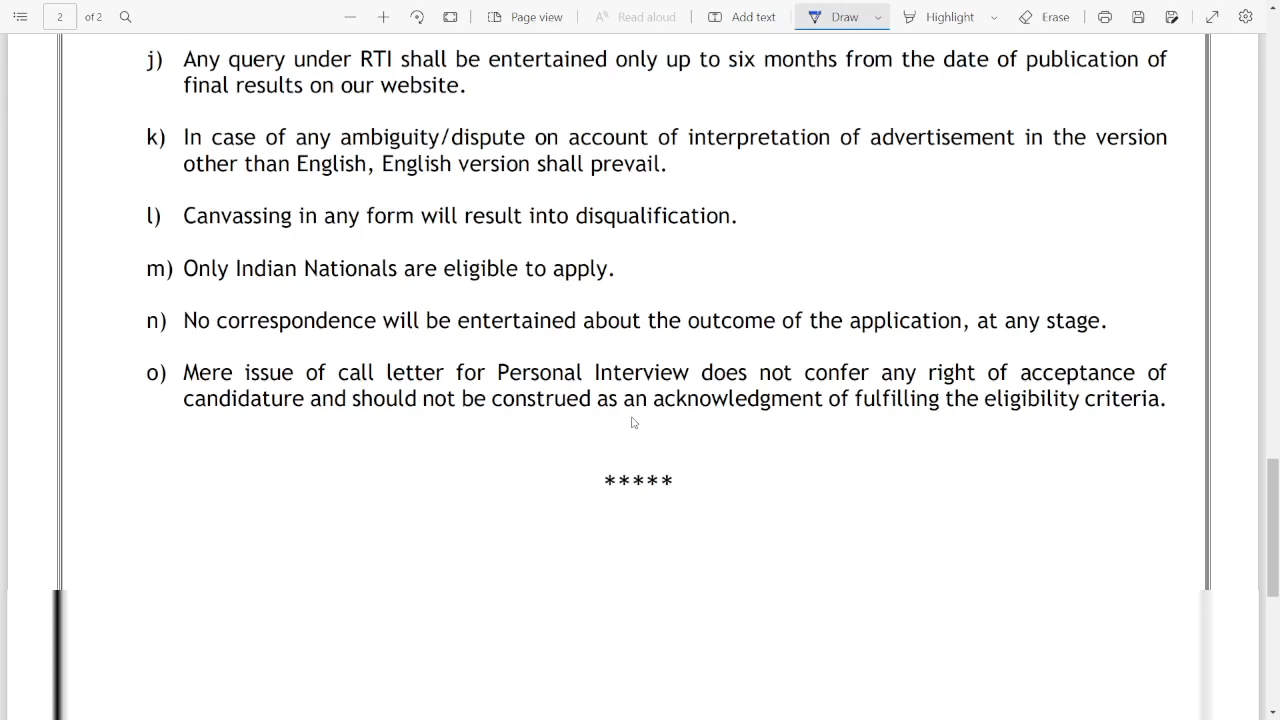 2 of 2 Page view Read aloud Add text Draw Highlight Erase
j) Any query under RTI shall be entertained only up to six months from the date of publication of
final results on our website.
k) In case of any ambiguity/dispute on account of interpretation of advertisement in the version
other than English, English version shall prevail.
l) Canvassing in any form will result into disqualification.
m) Only Indian Nationals are eligible to apply.
n) No correspondence will be entertained about the outcome of the application, at any stage.
o) Mere issue of call letter for Personal Interview does not confer any right of acceptance of
candidature and should not be construed as an acknowledgment of fulfilling the eligibility criteria.
*****